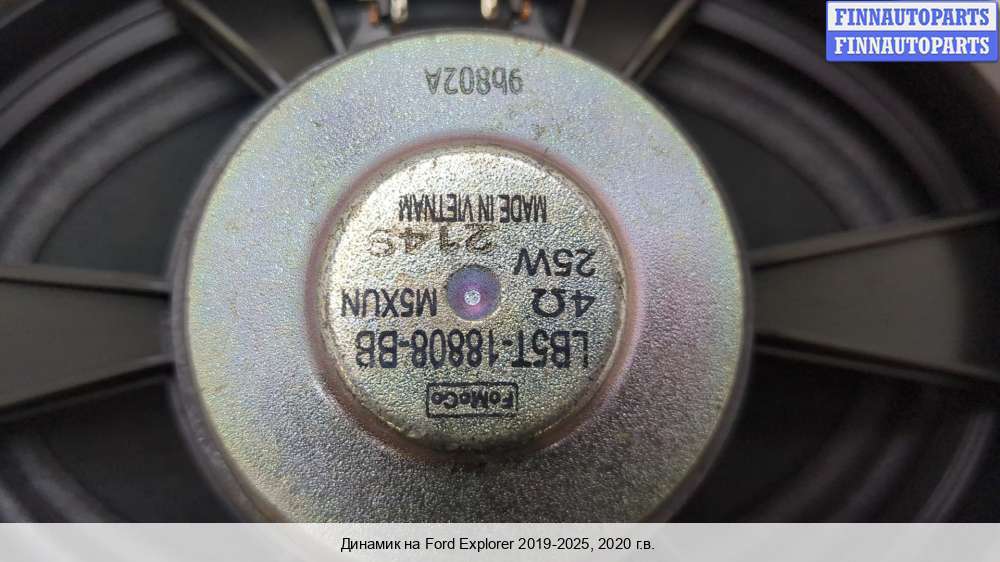 FINNAUTOPARTS
FINNAUTOPARTS
FoMoCo
LB5T-18808-BB
4Ω M5XUN
25W
2149
MADE IN VIETNAM
9b802A
Динамик на Ford Explorer 2019-2025, 2020 г.в.